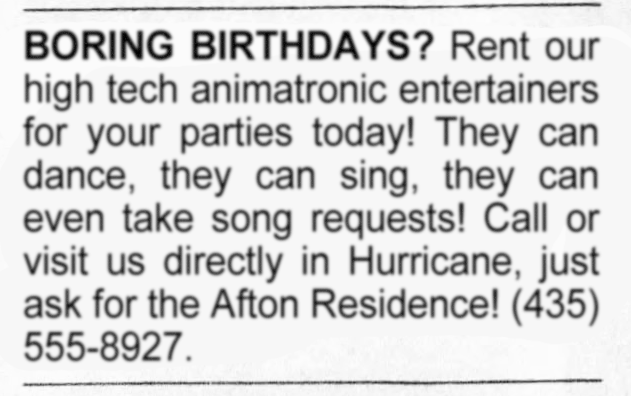 BORING BIRTHDAYS? Rent our
high tech animatronic entertainers
for your parties today! They can
dance, they can sing, they can
even take song requests! Call or
visit us directly in Hurricane, just
ask for the Afton Residence! (435)
555-8927.